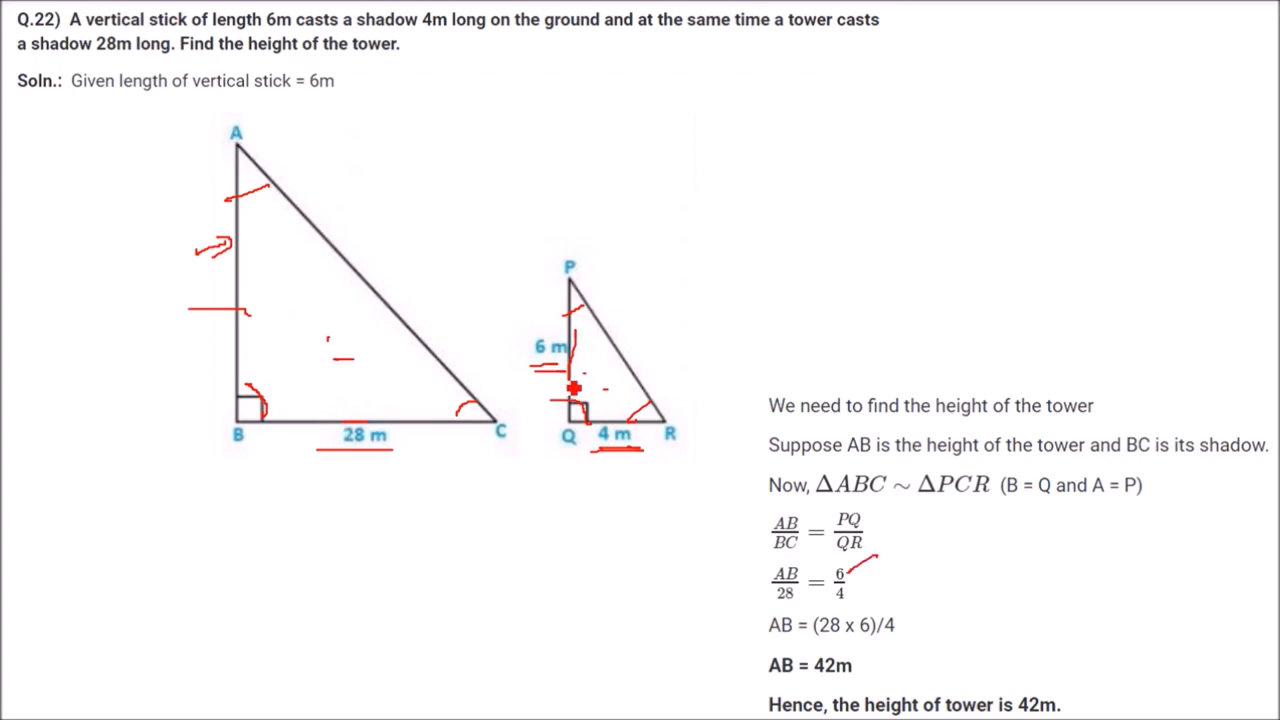 Q.22) A vertical stick of length 6m casts a shadow 4m long on the ground and at the same time a tower casts
a shadow 28m long. Find the height of the tower.
Soln.: Given length of vertical stick = 6m
A
P
6 m
B
28 m
C
Q
4 m
R
We need to find the height of the tower
Suppose AB is the height of the tower and BC is its shadow.
Now, ΔABC ~ ΔPCR (B = Q and A = P)
AB/BC = PQ/QR
AB/28 = 6/4
AB = (28 x 6)/4
AB = 42m
Hence, the height of tower is 42m.